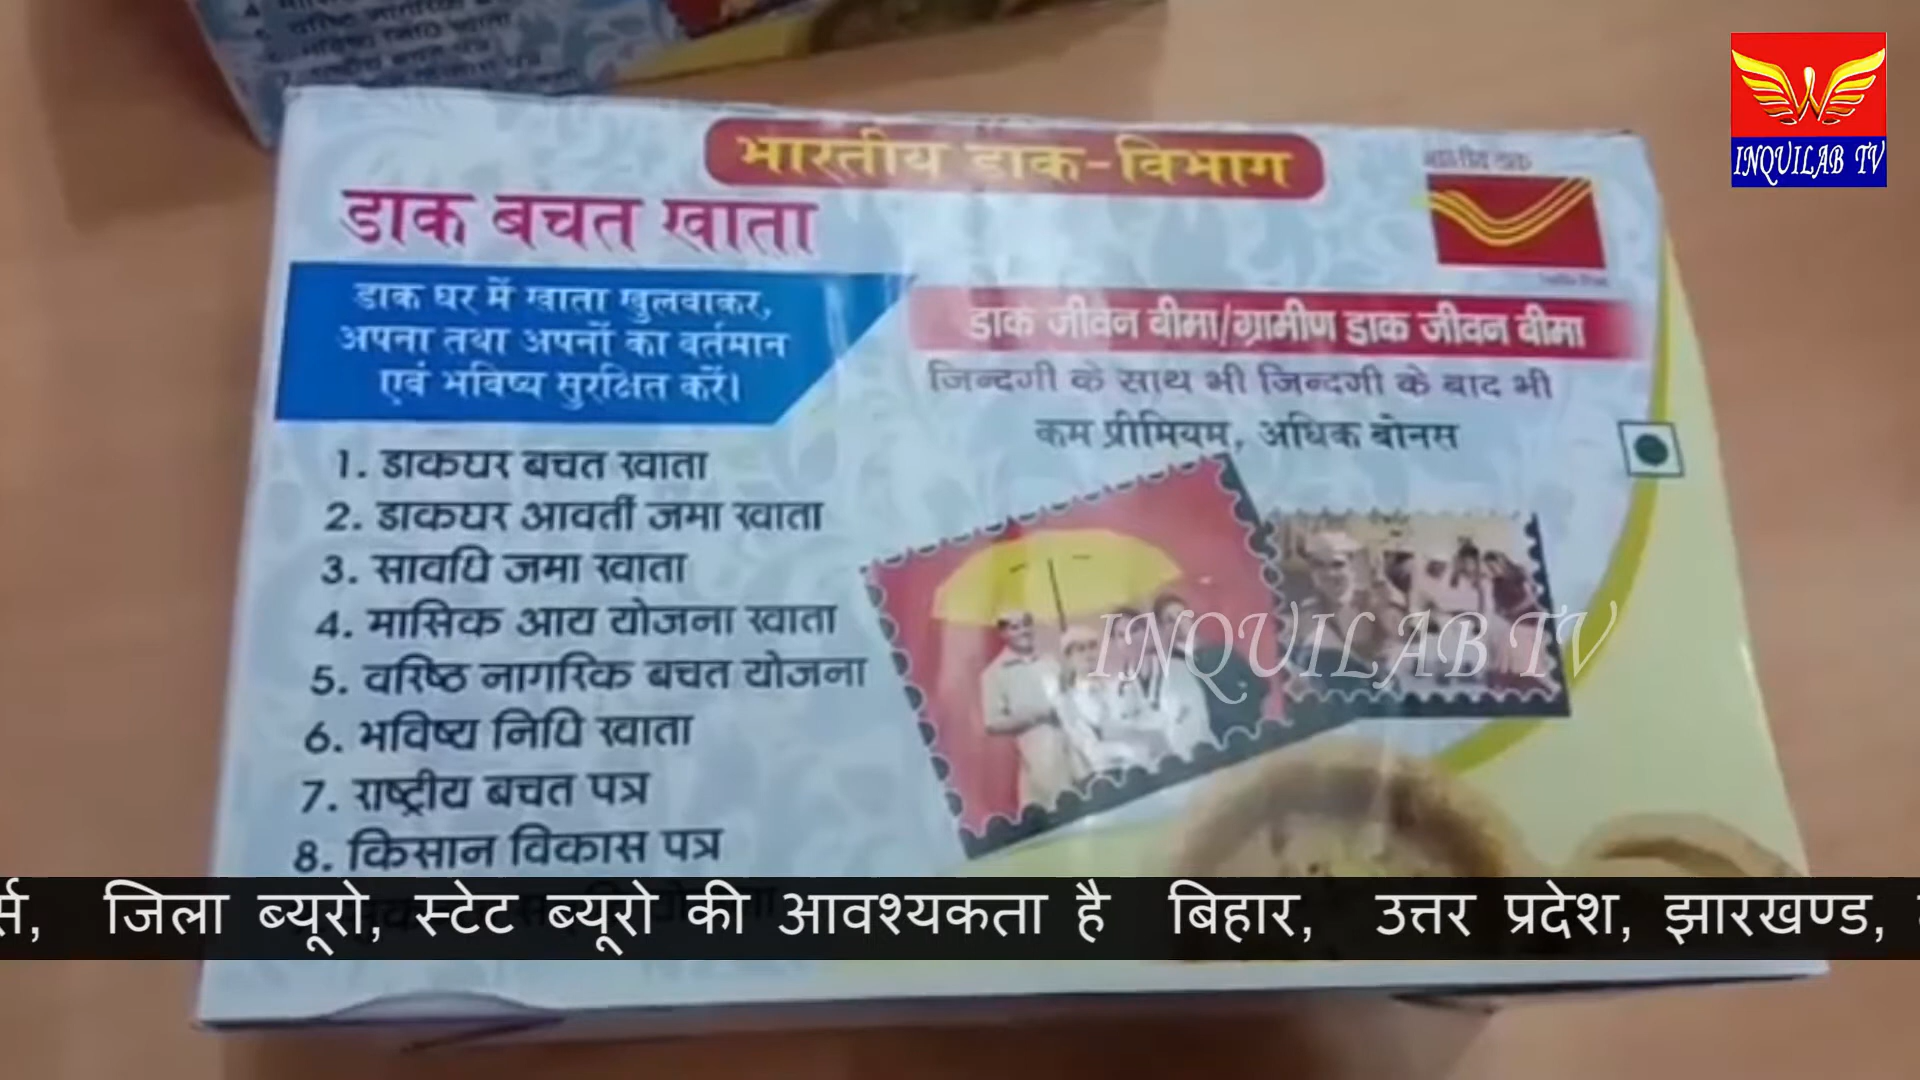 INQUILAB TV
भारतीय डाक-विभाग
भारतीय डाक
डाक बचत खाता
डाक घर में खाता खुलवाकर,
अपना तथा अपनों का वर्तमान
एवं भविष्य सुरक्षित करें।
डाक जीवन बीमा/ग्रामीण डाक जीवन बीमा
जिन्दगी के साथ भी जिन्दगी के बाद भी
कम प्रीमियम, अधिक बोनस
1. डाकघर बचत खाता
2. डाकघर आवर्ती जमा खाता
3. सावधि जमा खाता
4. मासिक आय योजना खाता
5. वरिष्ठ नागरिक बचत योजना
6. भविष्य निधि खाता
7. राष्ट्रीय बचत पत्र
8. किसान विकास पत्र
INQUILAB TV
जिला ब्यूरो, स्टेट ब्यूरो की आवश्यकता है बिहार, उत्तर प्रदेश, झारखण्ड,